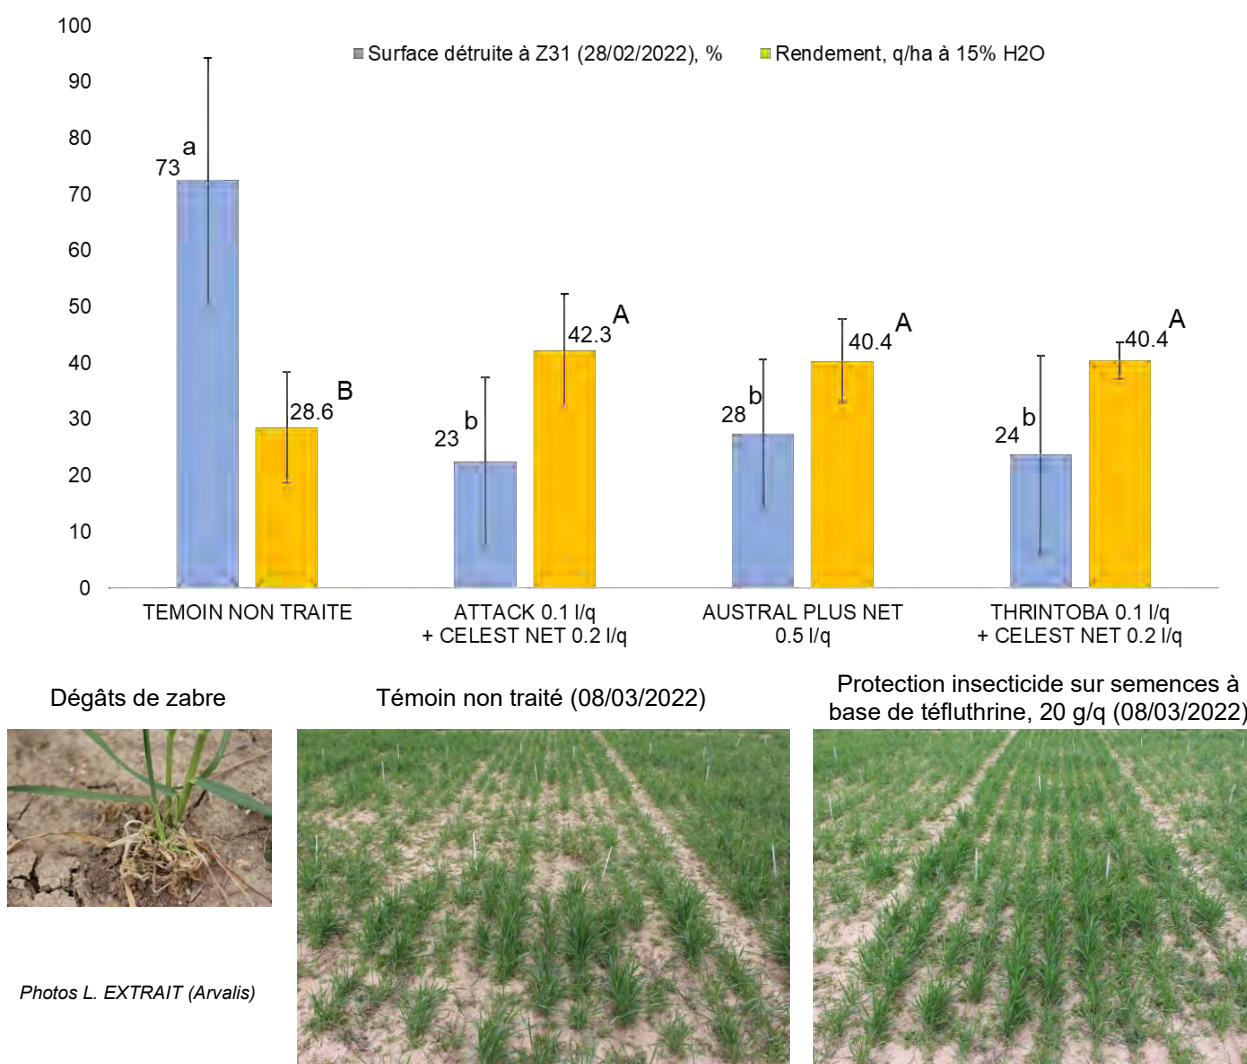 100
90
80
70
60
50
40
30
20
10
0
Surface détruite à Z31 (28/02/2022), %
Rendement, q/ha à 15% H2O
73 a
28.6 B
23 b
42.3 A
28 b
40.4 A
24 b
40.4 A
TEMOIN NON TRAITE
ATTACK 0.1 l/q
+ CELEST NET 0.2 l/q
AUSTRAL PLUS NET
0.5 l/q
THRINTOBA 0.1 l/q
+ CELEST NET 0.2 l/q
Dégâts de zabre
Témoin non traité (08/03/2022)
Protection insecticide sur semences à
base de téfluthrine, 20 g/q (08/03/2022)
Photos L. EXTRAIT (Arvalis)